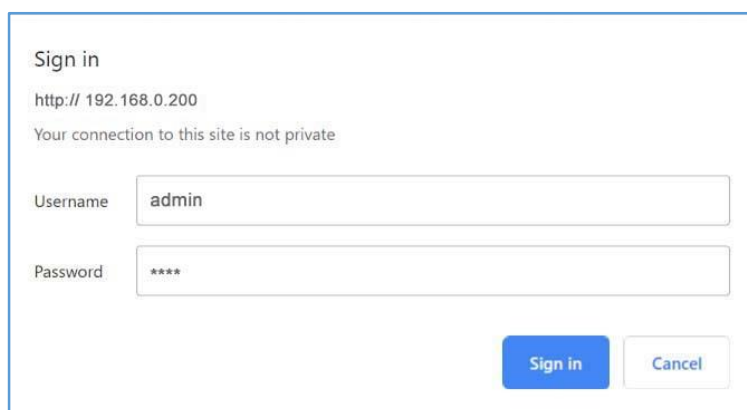 Sign in
http:// 192.168.0.200
Your connection to this site is not private
Username admin
Password ****
Sign in Cancel